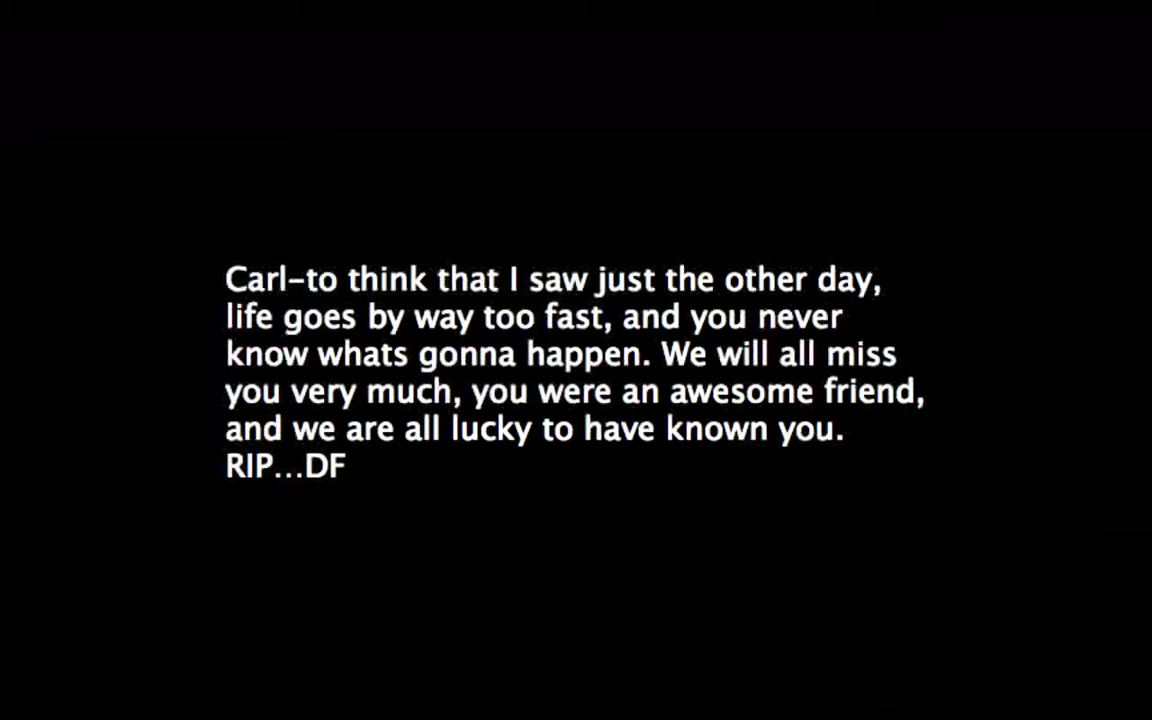 Carl-to think that I saw just the other day,
life goes by way too fast, and you never
know whats gonna happen. We will all miss
you very much, you were an awesome friend,
and we are all lucky to have known you.
RIP...DF